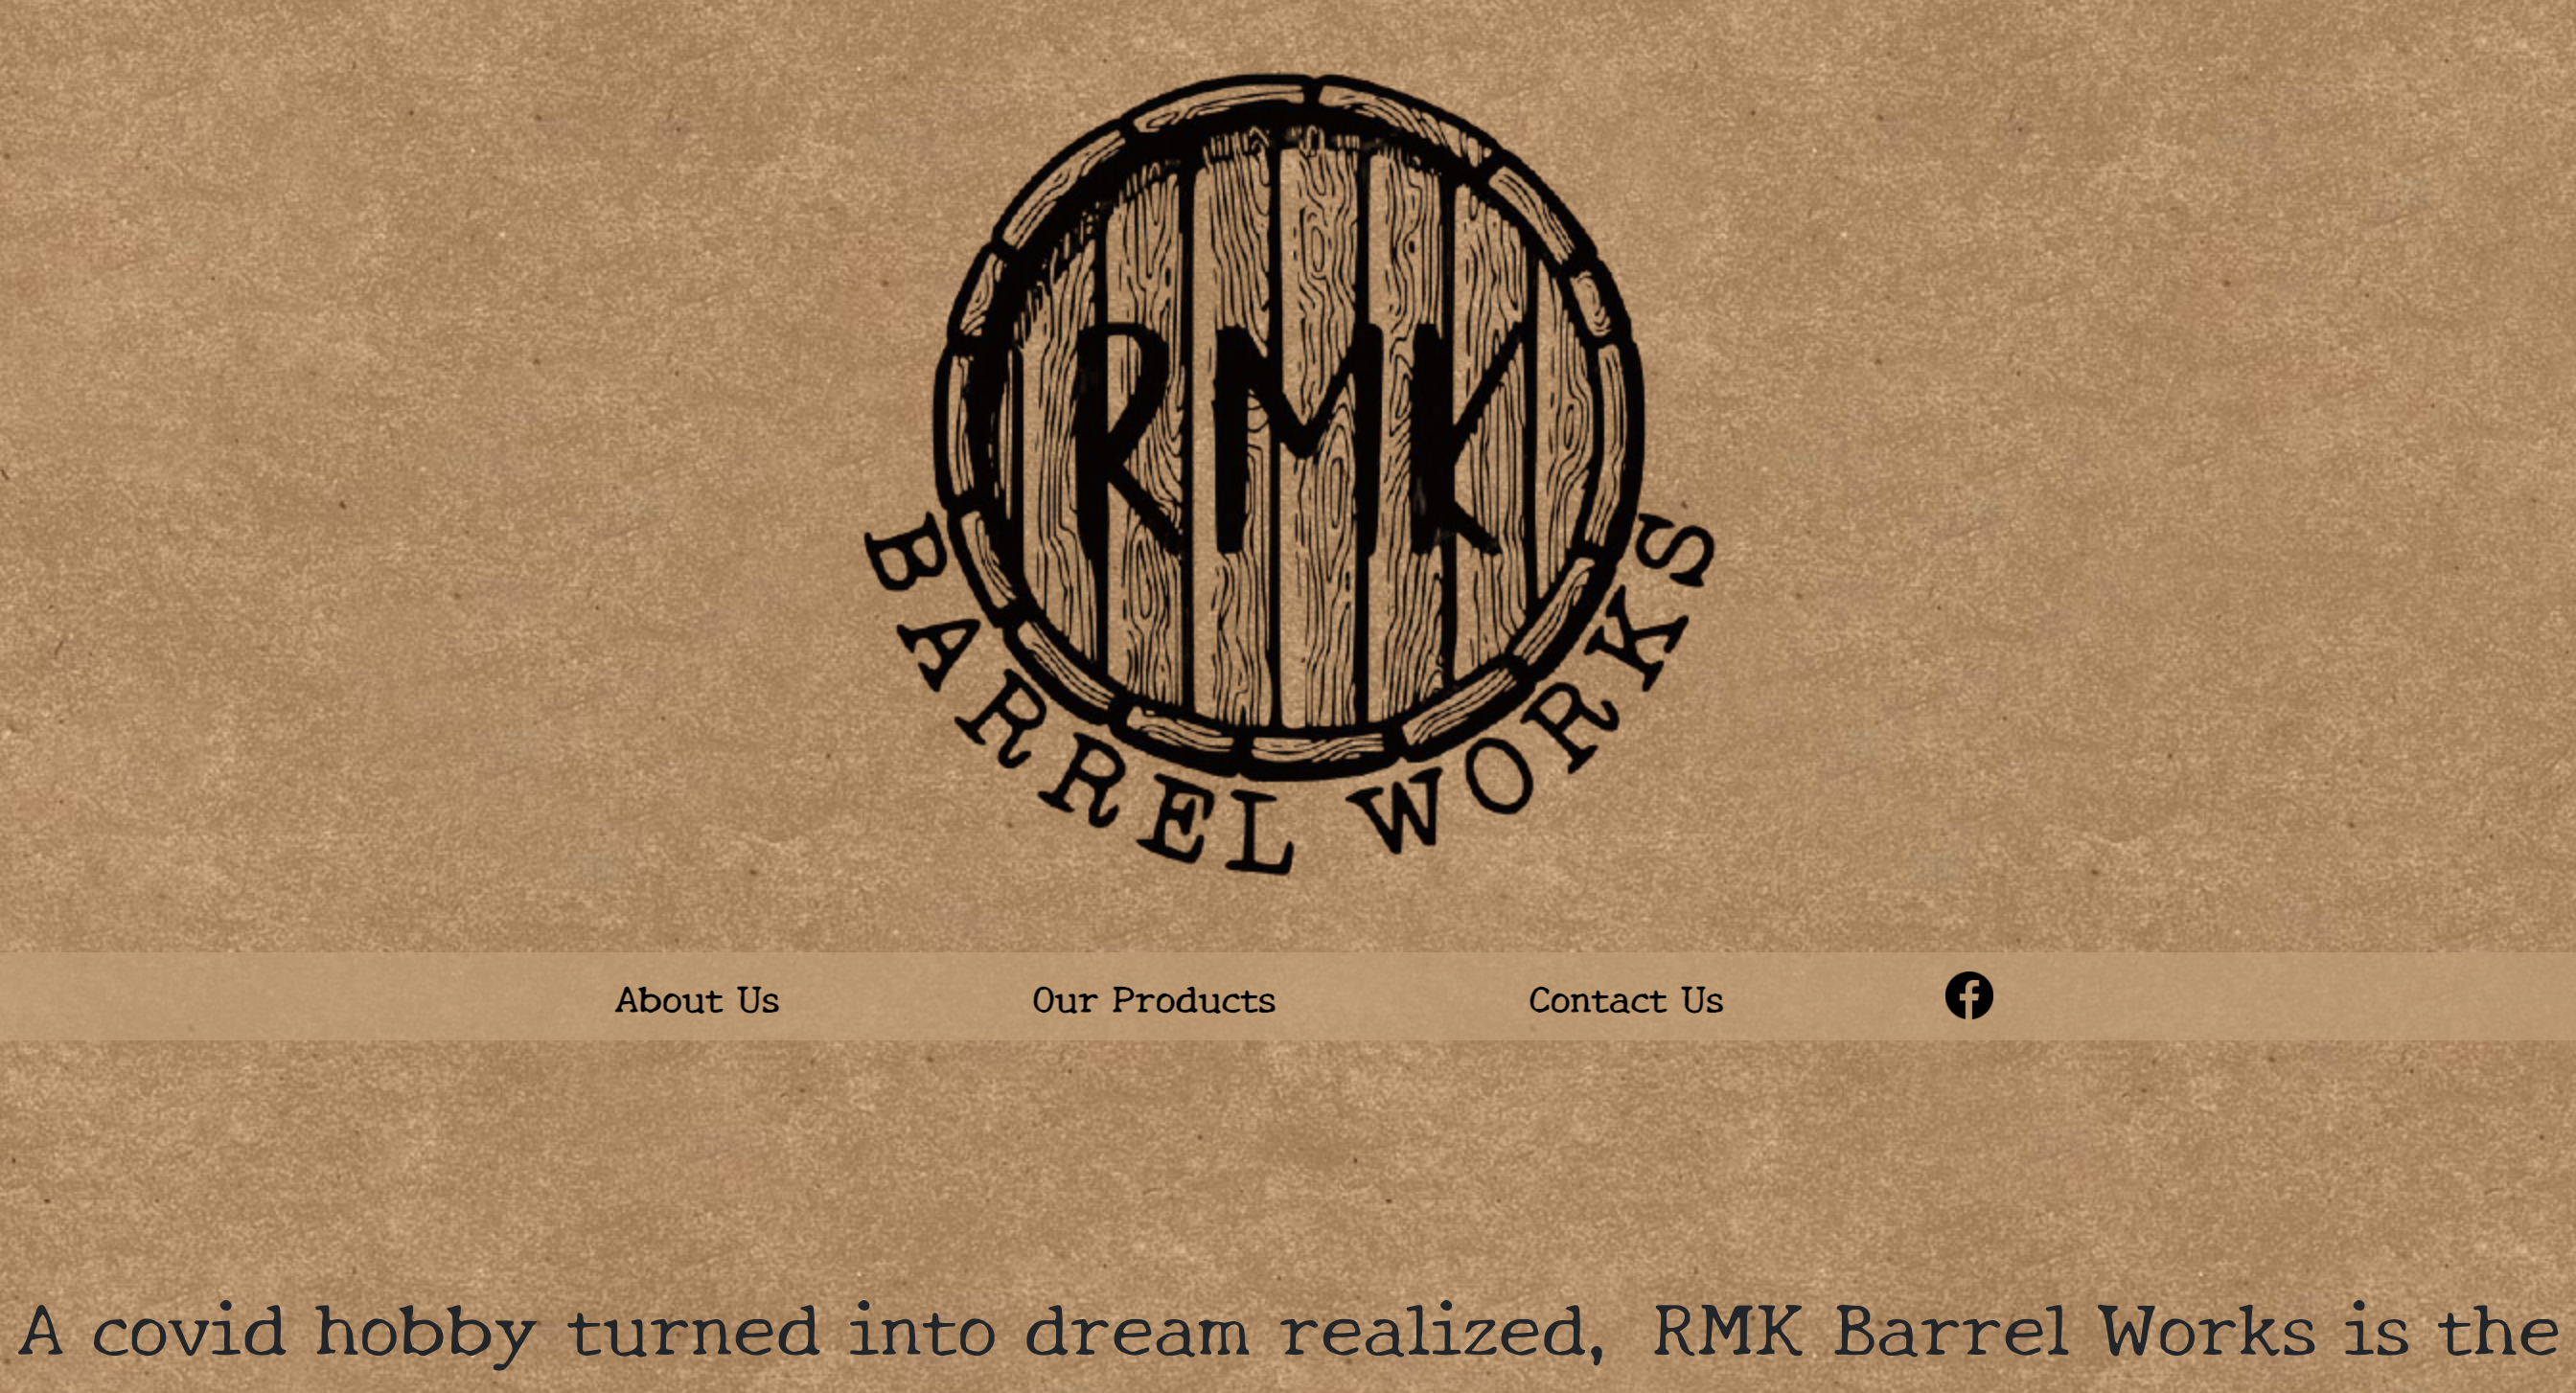 RMK
BARREL WORKS
About Us Our Products Contact Us
A covid hobby turned into dream realized, RMK Barrel Works is the